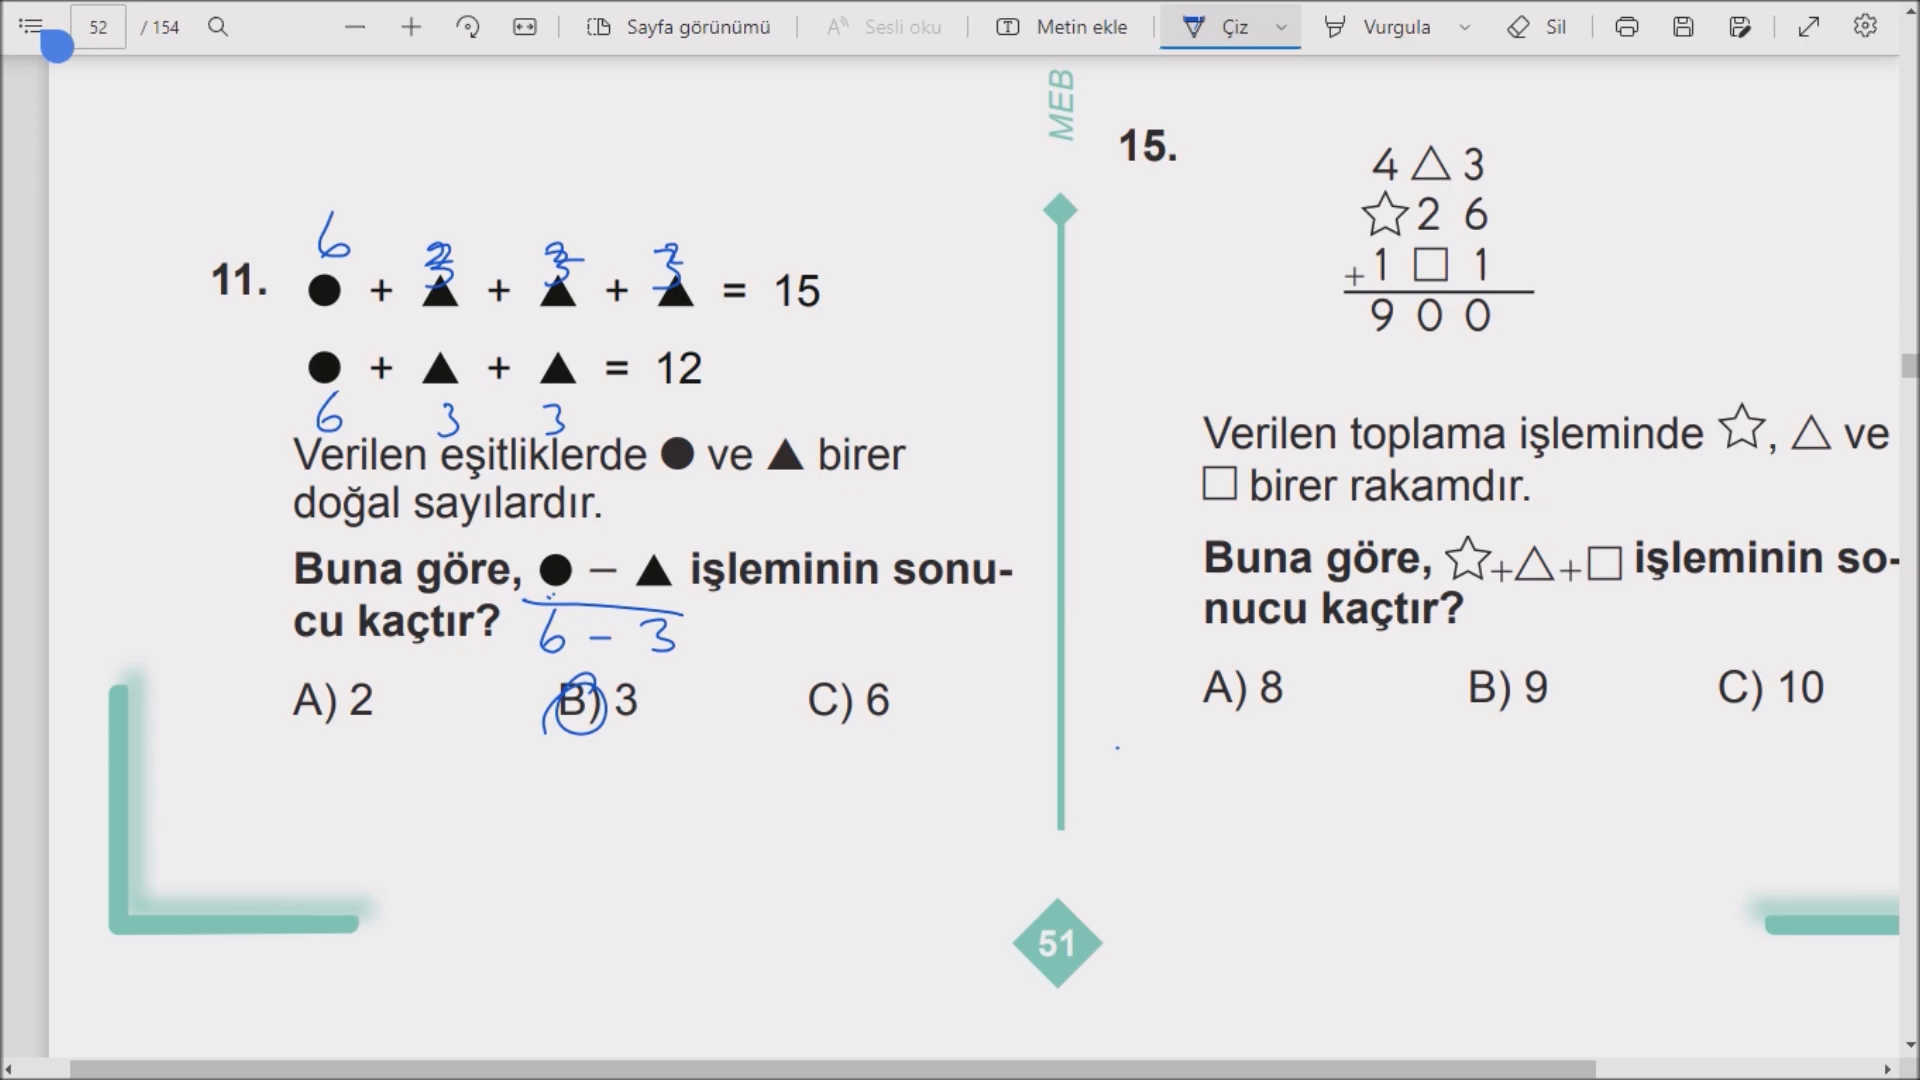 52 / 154 Sayfa görünümü Sesli oku Metin ekle Çiz Vurgula Sil
MEB
11.
6 3 3 3
● + ▲ + ▲ + ▲ = 15
● + ▲ + ▲ = 12
6 3 3
Verilen eşitliklerde ● ve ▲ birer
doğal sayılardır.
Buna göre, ● – ▲ işleminin sonu-
cu kaçtır?
6 – 3
A) 2 B) 3 C) 6
15.
4 △ 3
☆ 2 6
+ 1 □ 1
9 0 0
Verilen toplama işleminde ☆, △ ve
□ birer rakamdır.
Buna göre, ☆+△+□ işleminin so-
nucu kaçtır?
A) 8 B) 9 C) 10
51